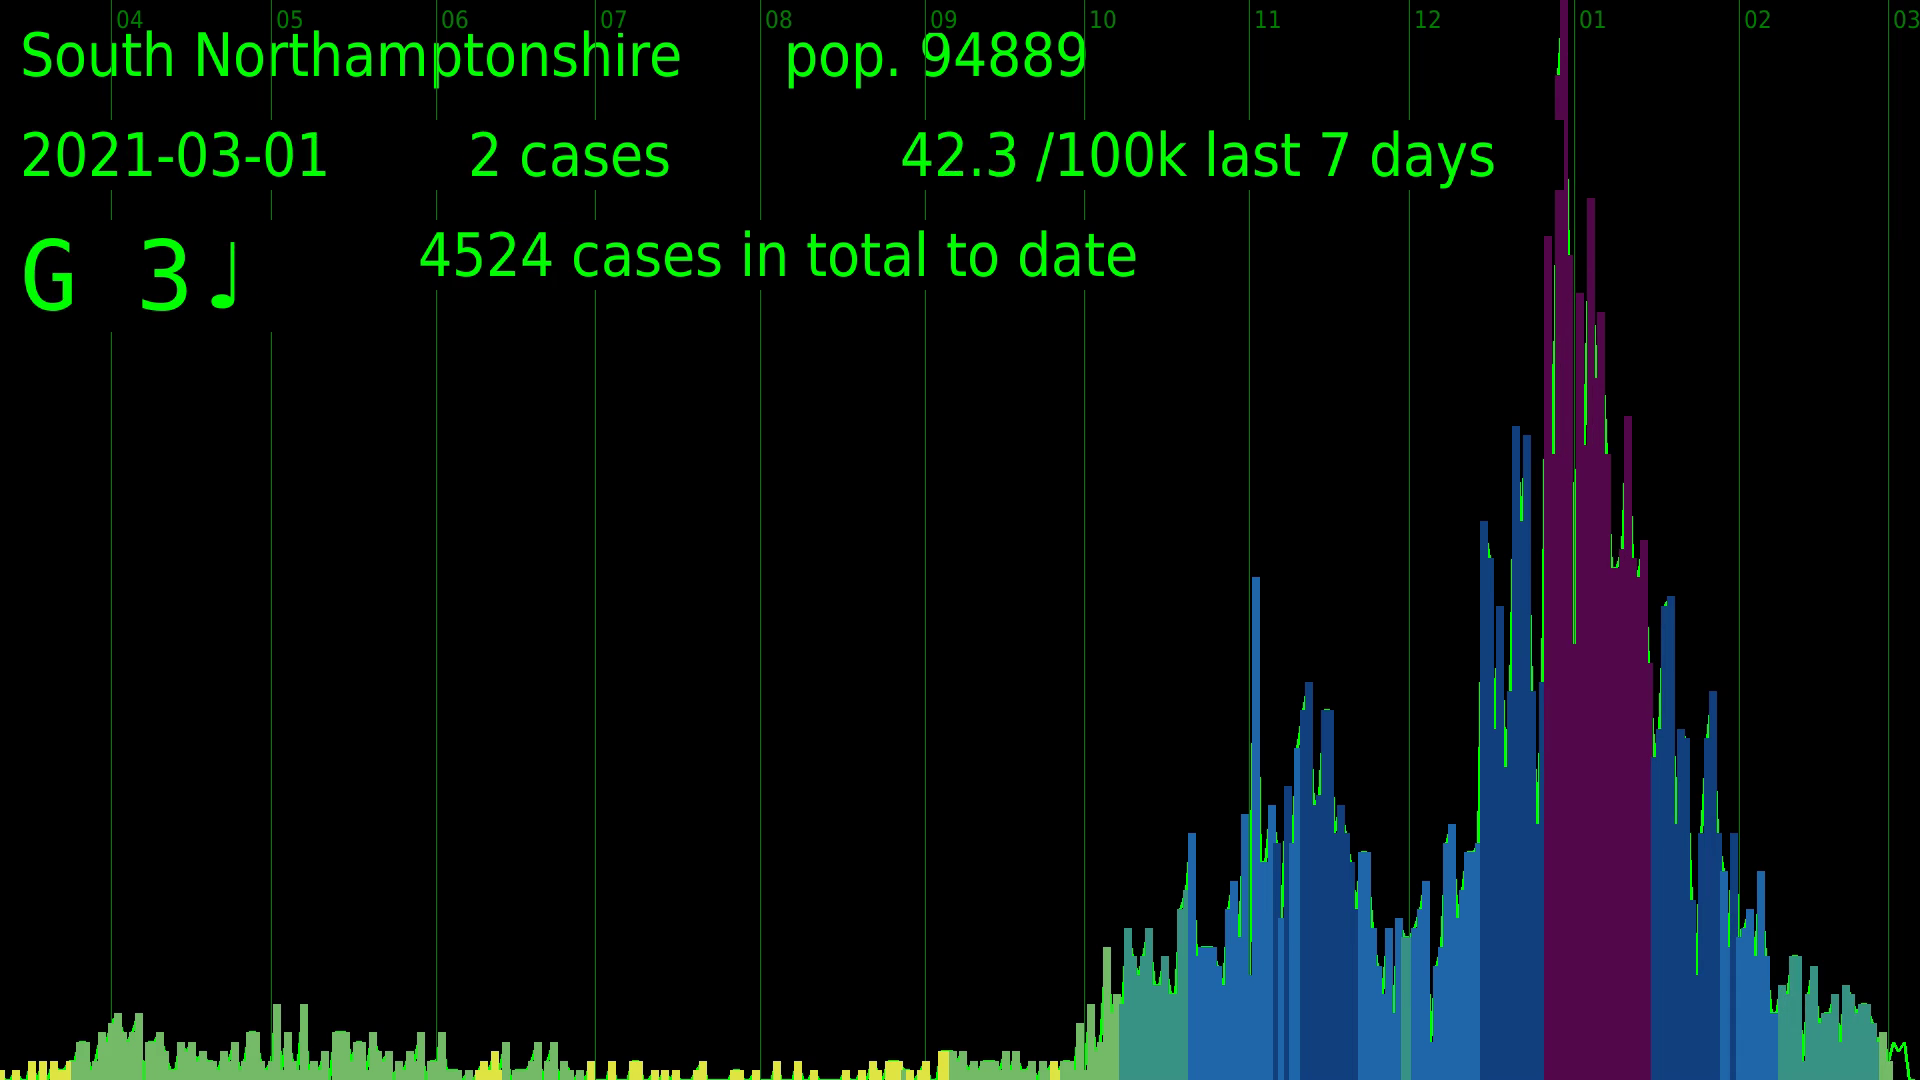 04 05 06 07 08 09 10 11 12 01 02 03
South Northamptonshire pop. 94889
2021-03-01 2 cases 42.3 /100k last 7 days
G 3♩ 4524 cases in total to date